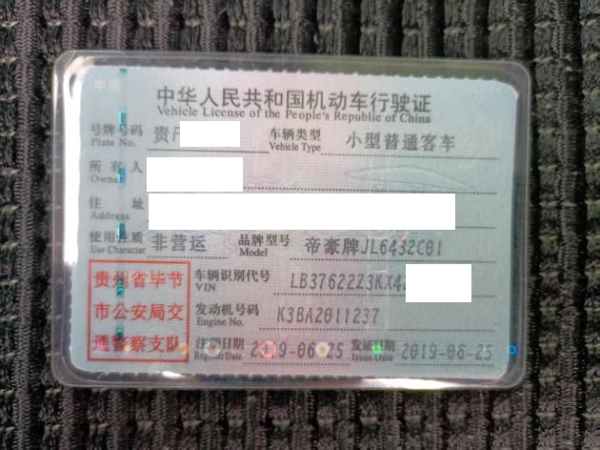 中华人民共和国机动车行驶证
Vehicle License of the People's Republic of China
号牌号码 贵 车辆类型 小型普通客车
Plate No. Vehicle Type
所有人
Owner
住址
Address
使用性质 非营运 品牌型号 帝豪牌JL6432C01
Use Character Model
贵州省毕节市公安局交通警察支队
车辆识别代号 LB37622Z3KX4
VIN
发动机号码 K3BA2011237
Engine No.
注册日期 2019-06-25 发证日期 2019-06-25
Register Date Issue Date